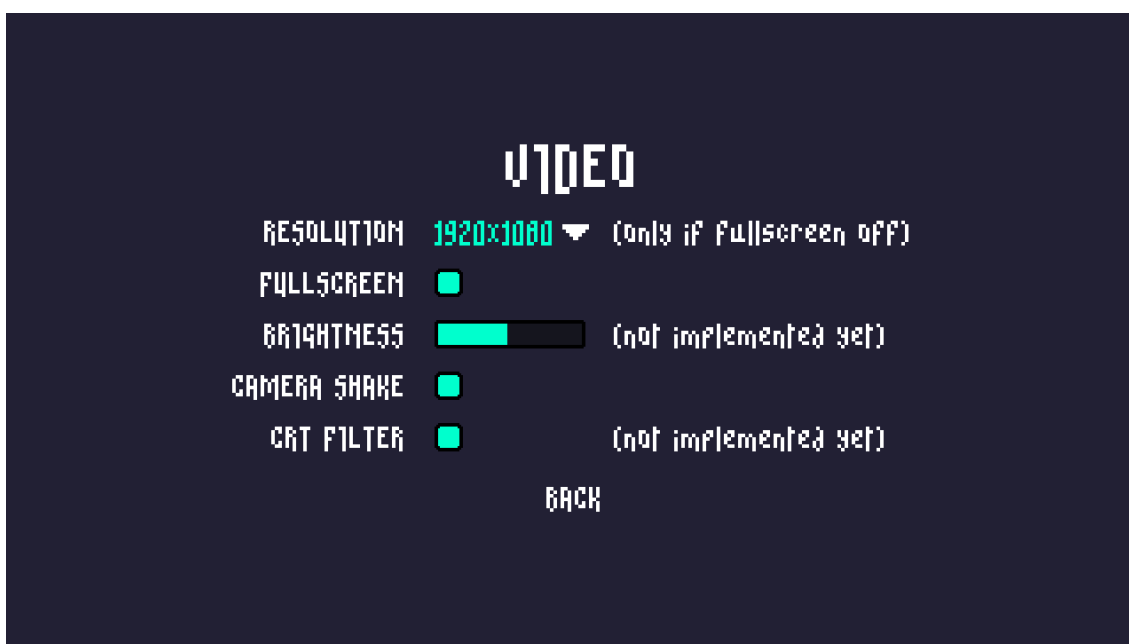 VIDEO
RESOLUTION 1920x1080 (only if fullscreen off)
FULLSCREEN
BRIGHTNESS (not implemented yet)
CAMERA SHAKE
CRT FILTER (not implemented yet)
BACK